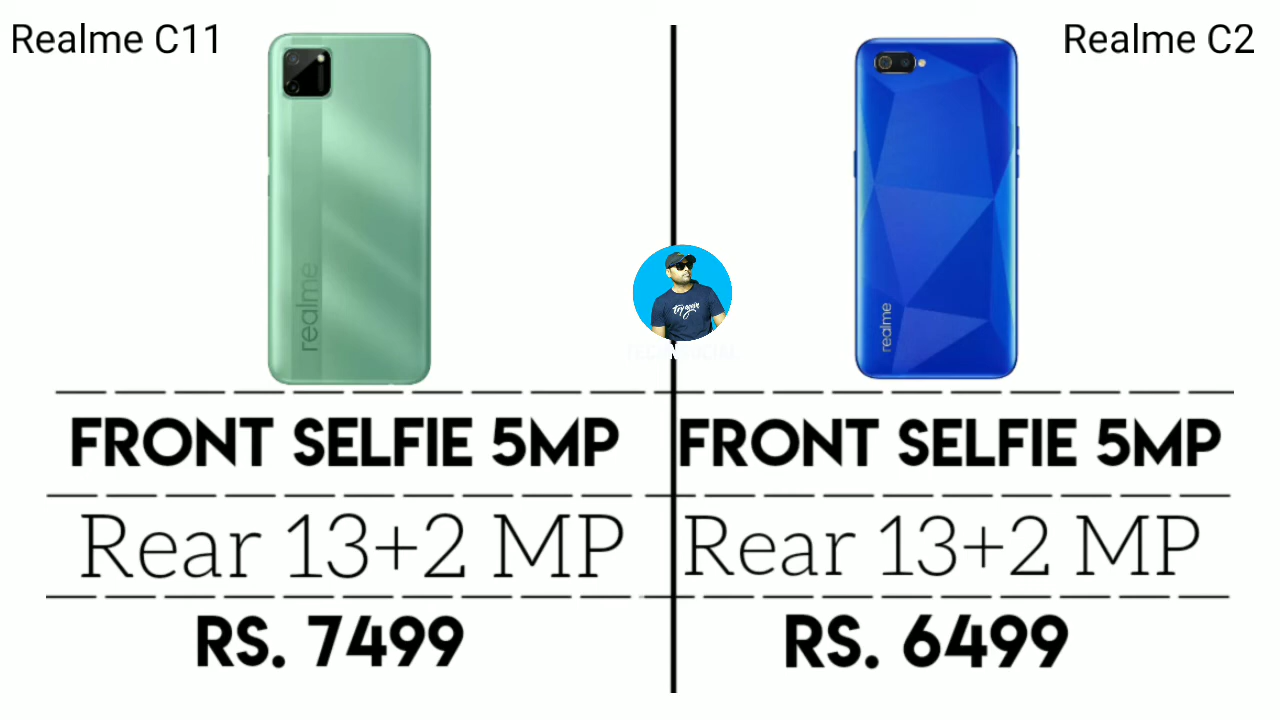 Realme C11
Realme C2
realme
realme
FRONT SELFIE 5MP
FRONT SELFIE 5MP
Rear 13+2 MP
Rear 13+2 MP
RS. 7499
RS. 6499